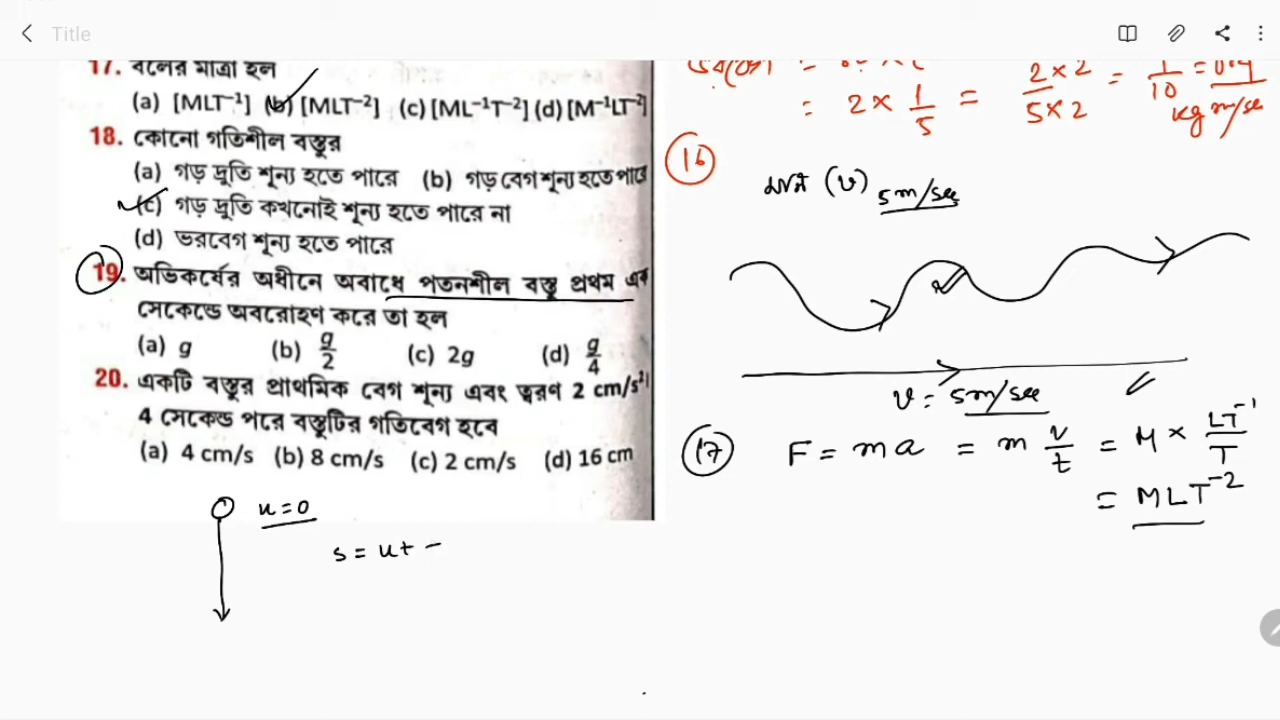 Title
17. বলের মাত্রা হল
(a) [MLT⁻¹] (b) [MLT⁻²] (c) [ML⁻¹T⁻²] (d) [M⁻¹LT⁻²]
18. কোনো গতিশীল বস্তুর
(a) গড় দ্রুতি শূন্য হতে পারে (b) গড় বেগ শূন্য হতে পারে
(c) গড় দ্রুতি কখনোই শূন্য হতে পারে না
(d) ভরবেগ শূন্য হতে পারে
19. অভিকর্ষের অধীনে অবাধে পতনশীল বস্তু প্রথম এক
সেকেন্ডে অবরোহণ করে তা হল
(a) g (b) g/2 (c) 2g (d) g/4
20. একটি বস্তুর প্রাথমিক বেগ শূন্য এবং ত্বরণ 2 cm/s²।
4 সেকেন্ড পরে বস্তুটির গতিবেগ হবে
(a) 4 cm/s (b) 8 cm/s (c) 2 cm/s (d) 16 cm
u = 0
s = ut -
= 2 × 1/5 = 2×2/5×2 = 1/10 =
kg m/sec
16
(v) 5m/sec
v = 5m/sec
17 F = ma = m v/t = M × LT⁻¹/T
= MLT⁻²